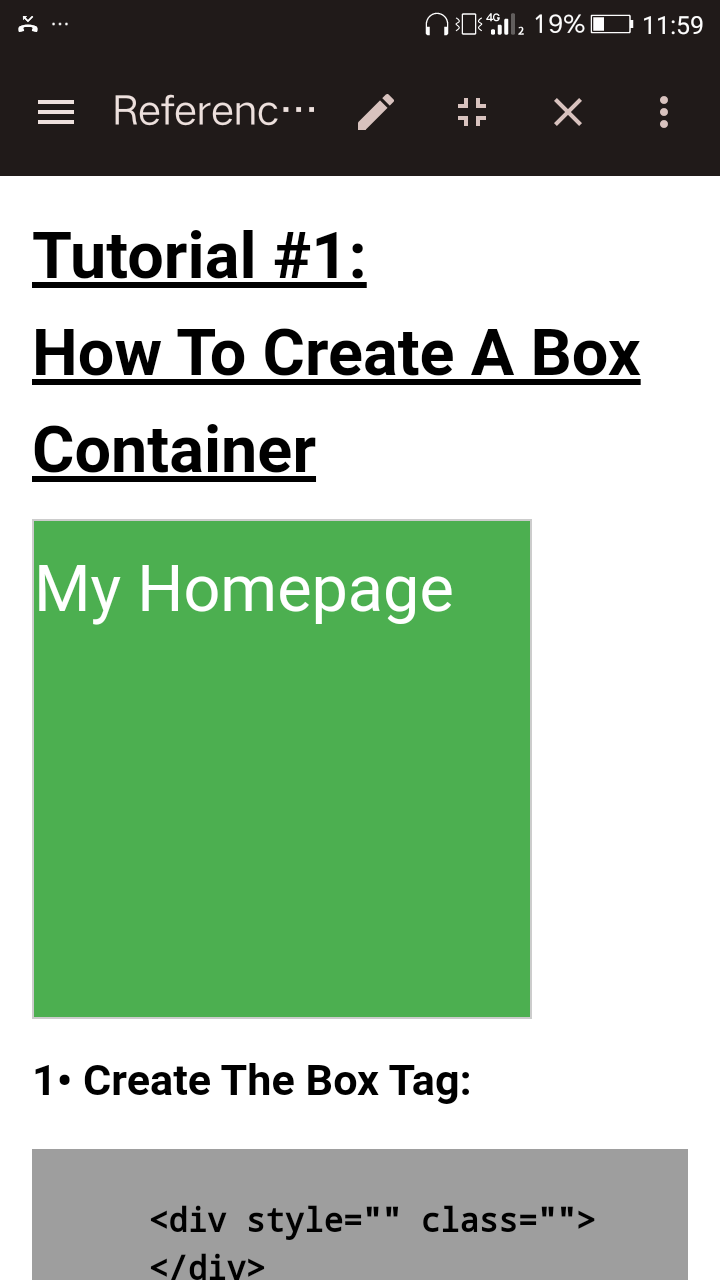 4G 2 19% 11:59
Referenc...
Tutorial #1:
How To Create A Box
Container
My Homepage
1• Create The Box Tag:
<div style="" class="">
</div>